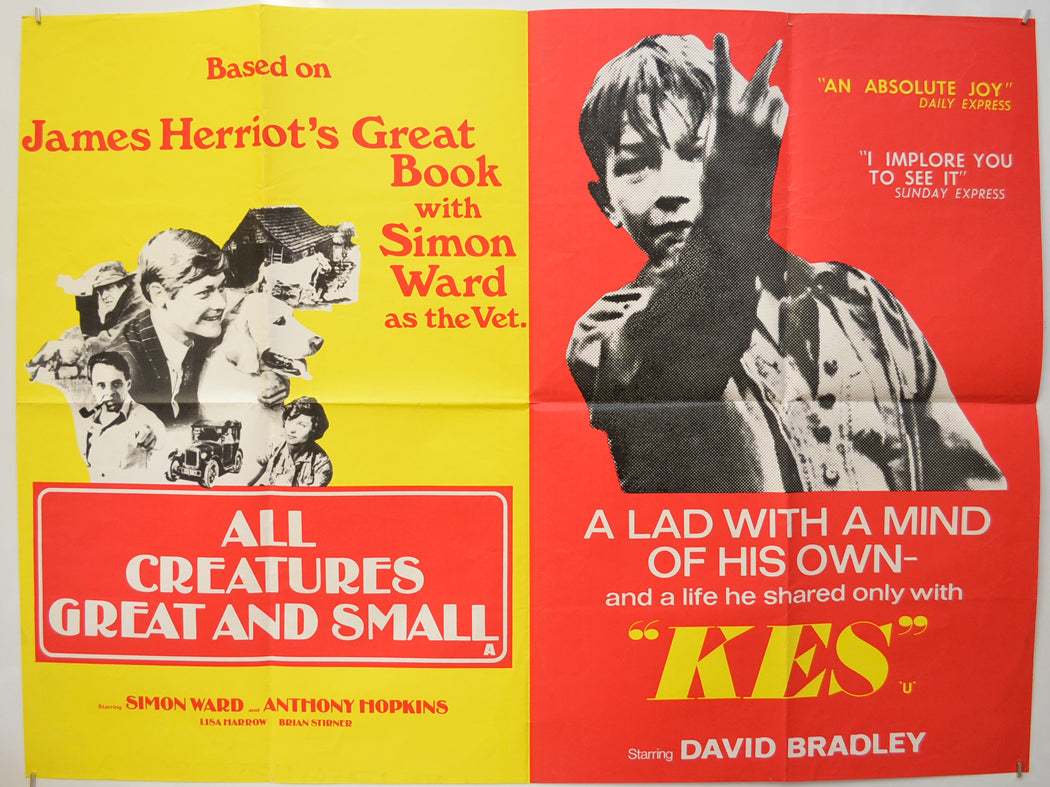 Based on
James Herriot's Great
Book
with
Simon
Ward
as the Vet.
ALL
CREATURES
GREAT AND SMALL
A
Starring SIMON WARD and ANTHONY HOPKINS
LISA HARROW BRIAN STIRNER
"AN ABSOLUTE JOY"
DAILY EXPRESS
"I IMPLORE YOU
TO SEE IT"
SUNDAY EXPRESS
A LAD WITH A MIND
OF HIS OWN-
and a life he shared only with
"KES"
'U'
Starring DAVID BRADLEY